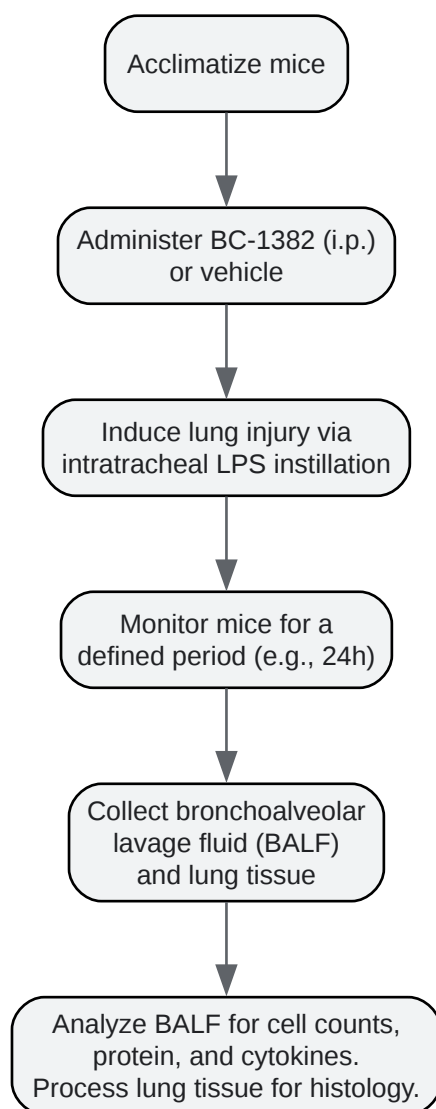 Acclimatize mice
Administer BC-1382 (i.p.)
or vehicle
Induce lung injury via
intratracheal LPS instillation
Monitor mice for a
defined period (e.g., 24h)
Collect bronchoalveolar
lavage fluid (BALF)
and lung tissue
Analyze BALF for cell counts,
protein, and cytokines.
Process lung tissue for histology.